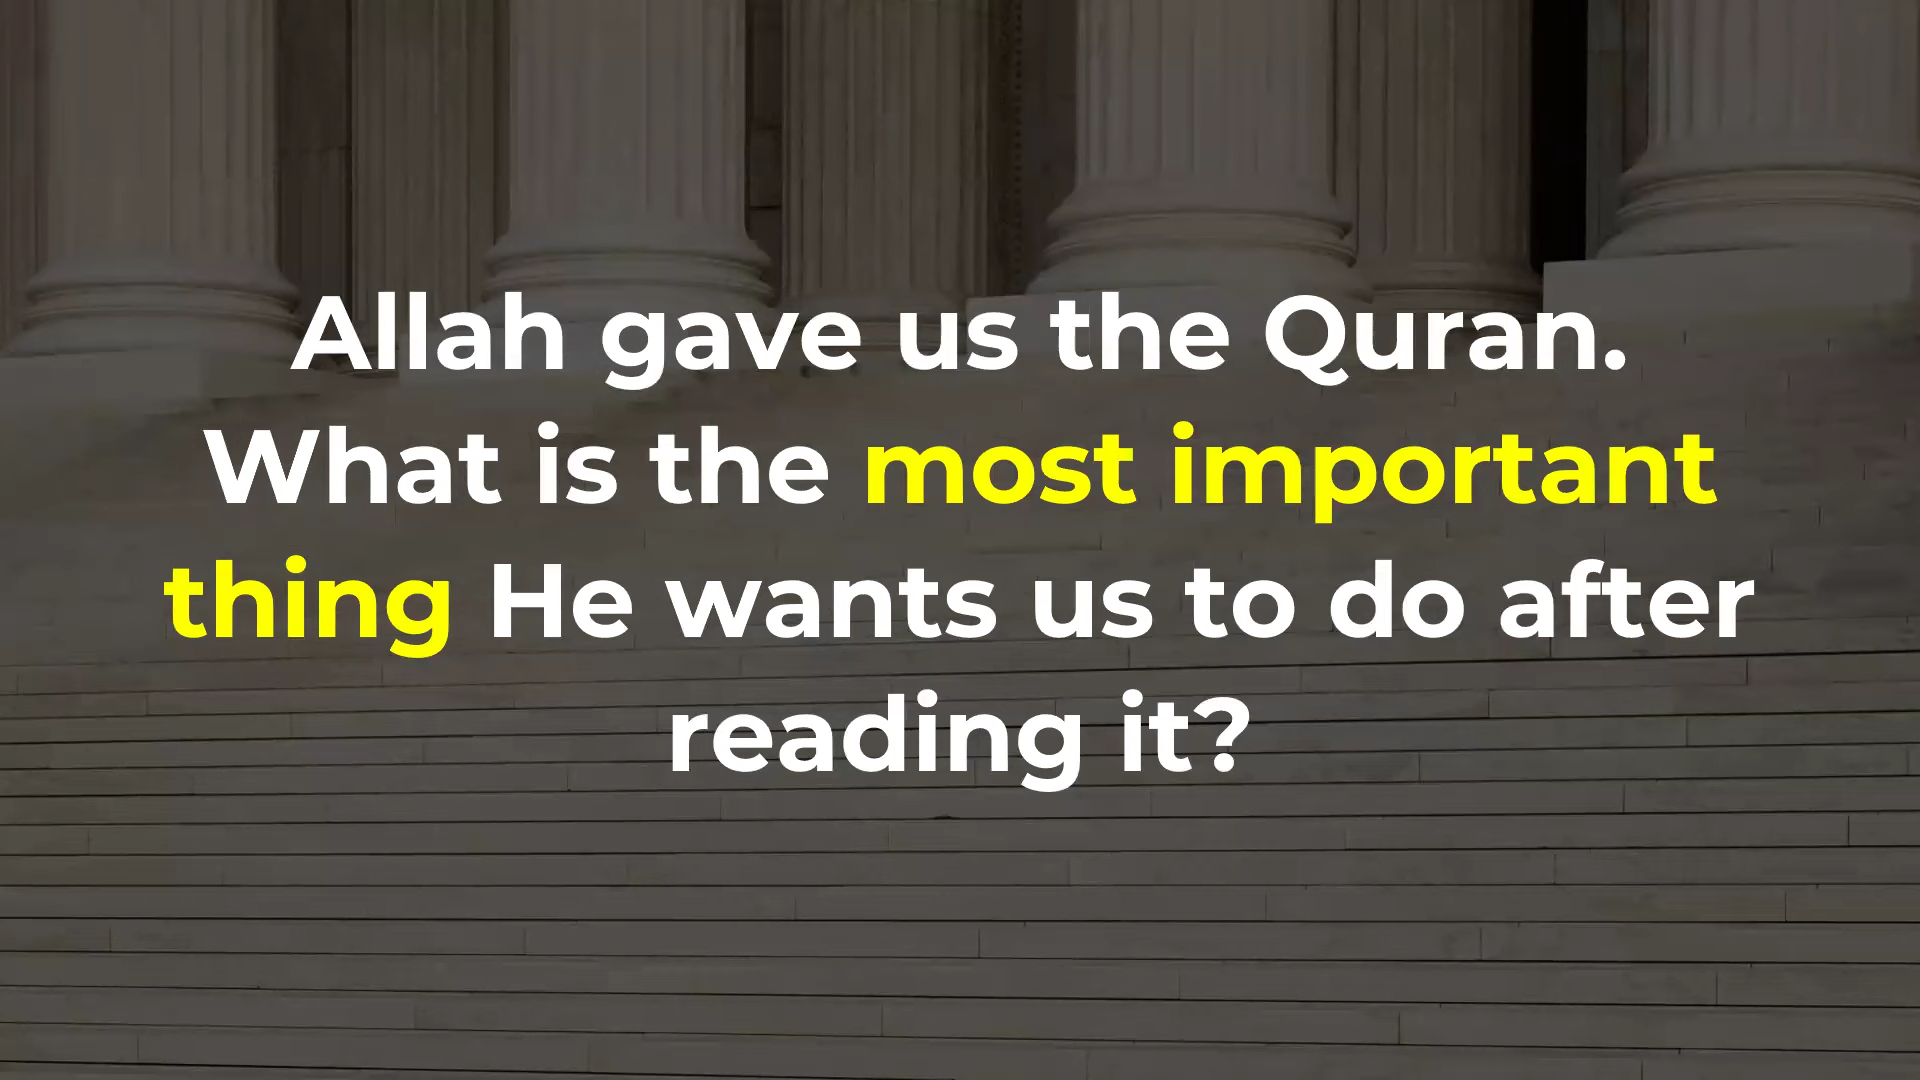 Allah gave us the Quran.
What is the most important
thing He wants us to do after
reading it?